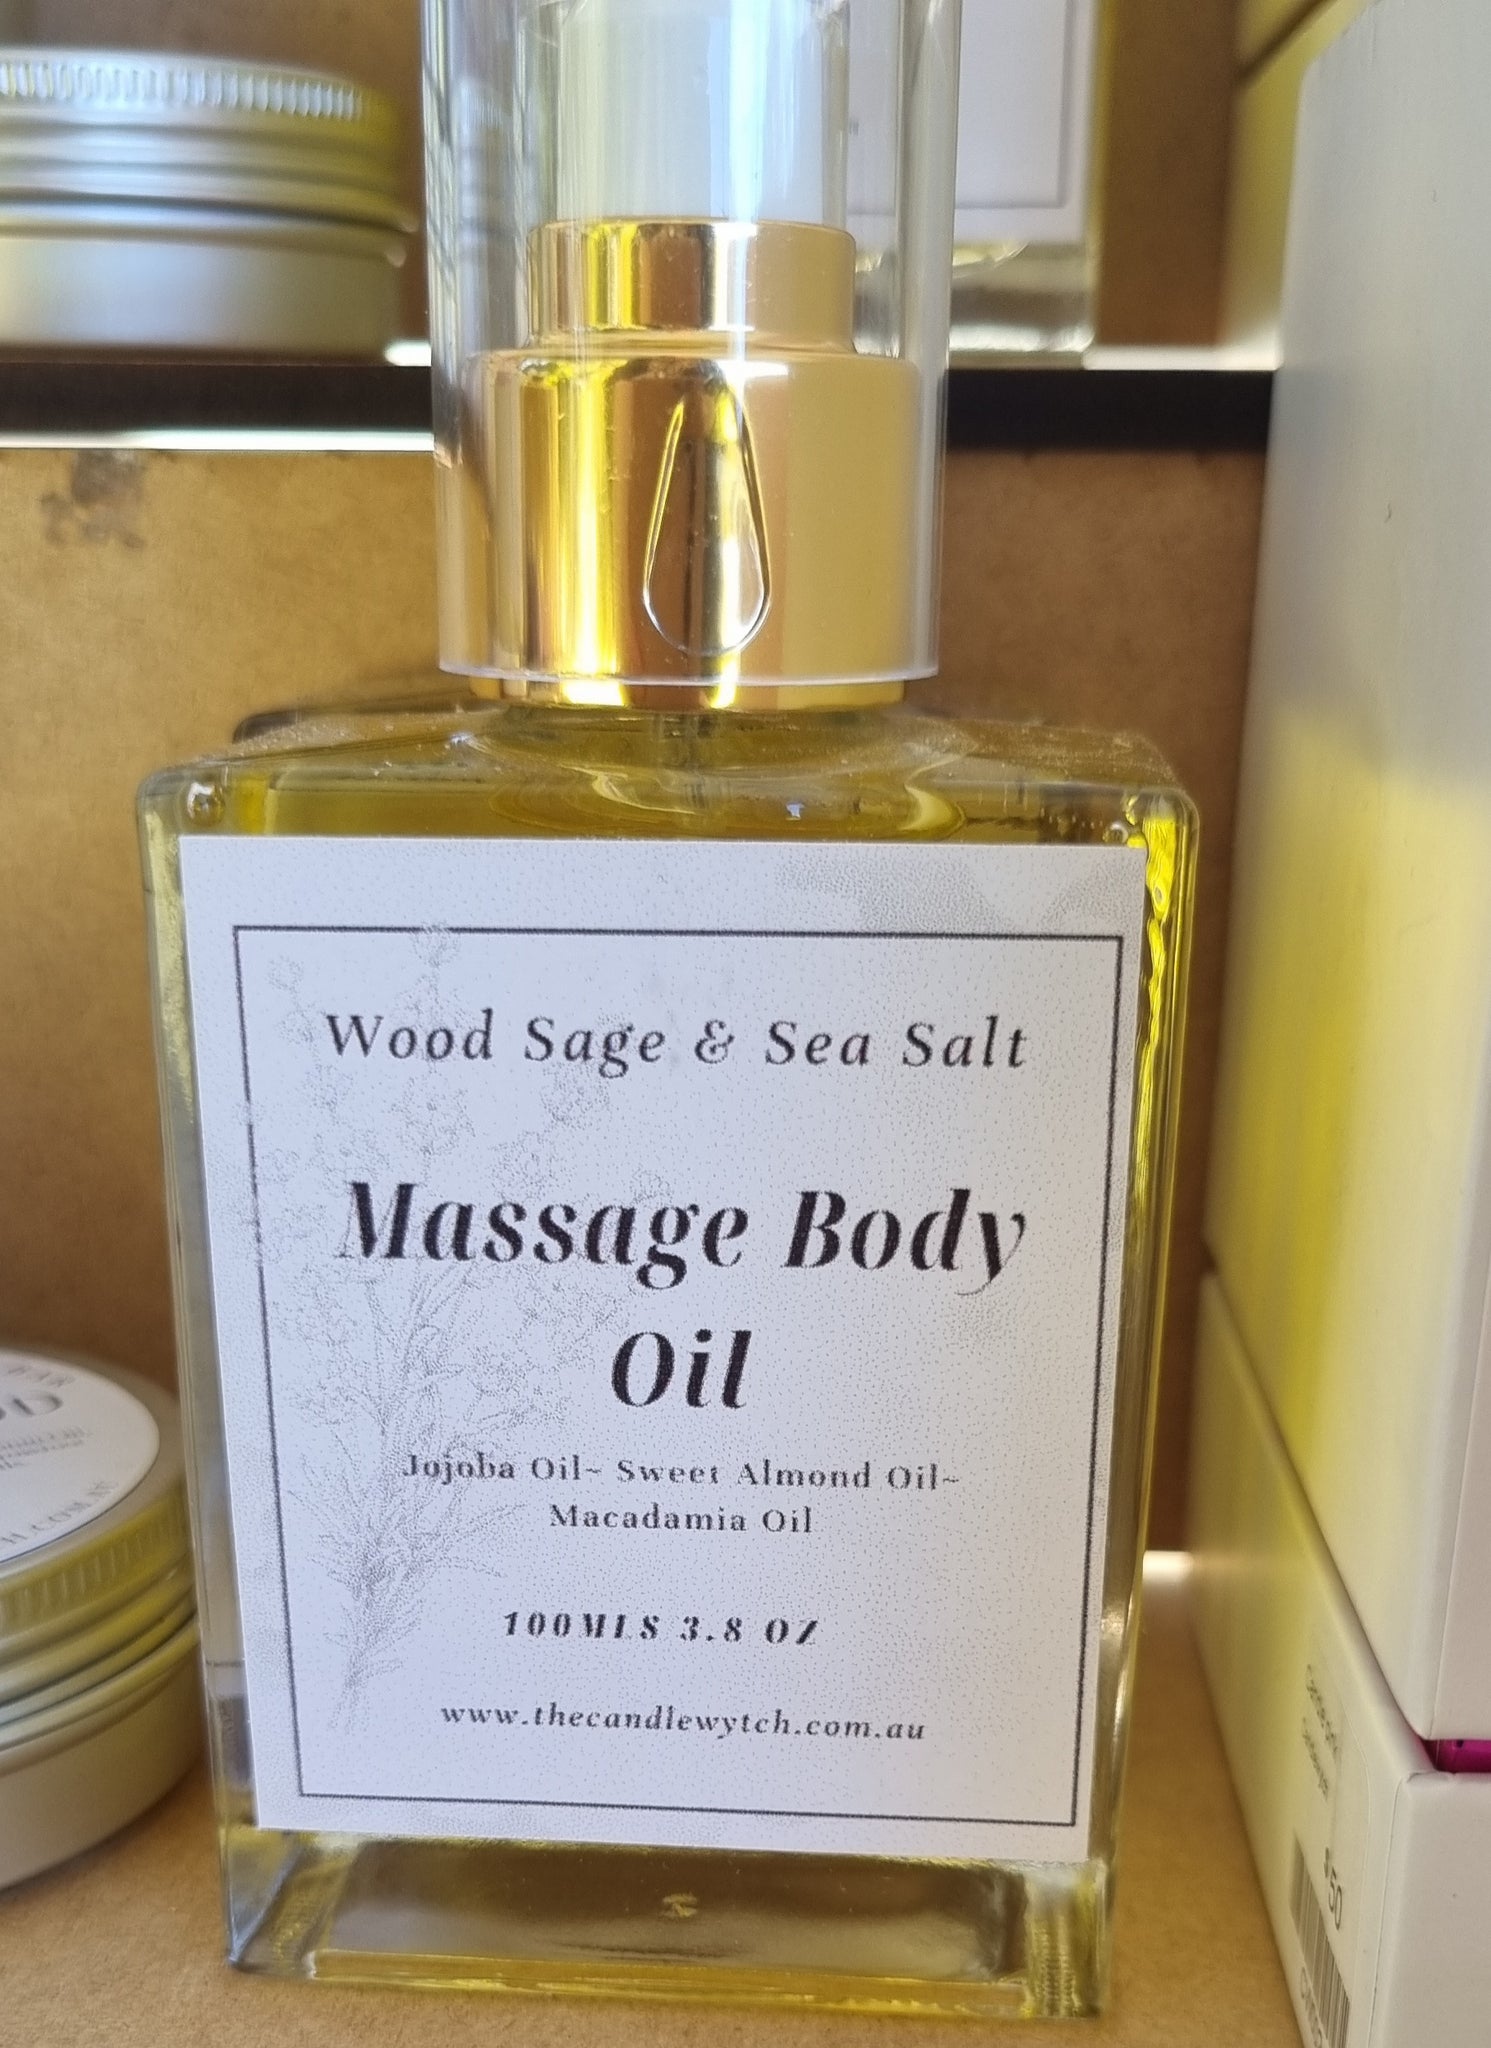 Wood Sage & Sea Salt
Massage Body
Oil
Jojoba Oil~ Sweet Almond Oil~
Macadamia Oil
100MLS 3.8 OZ
www.thecandlewytch.com.au
$50